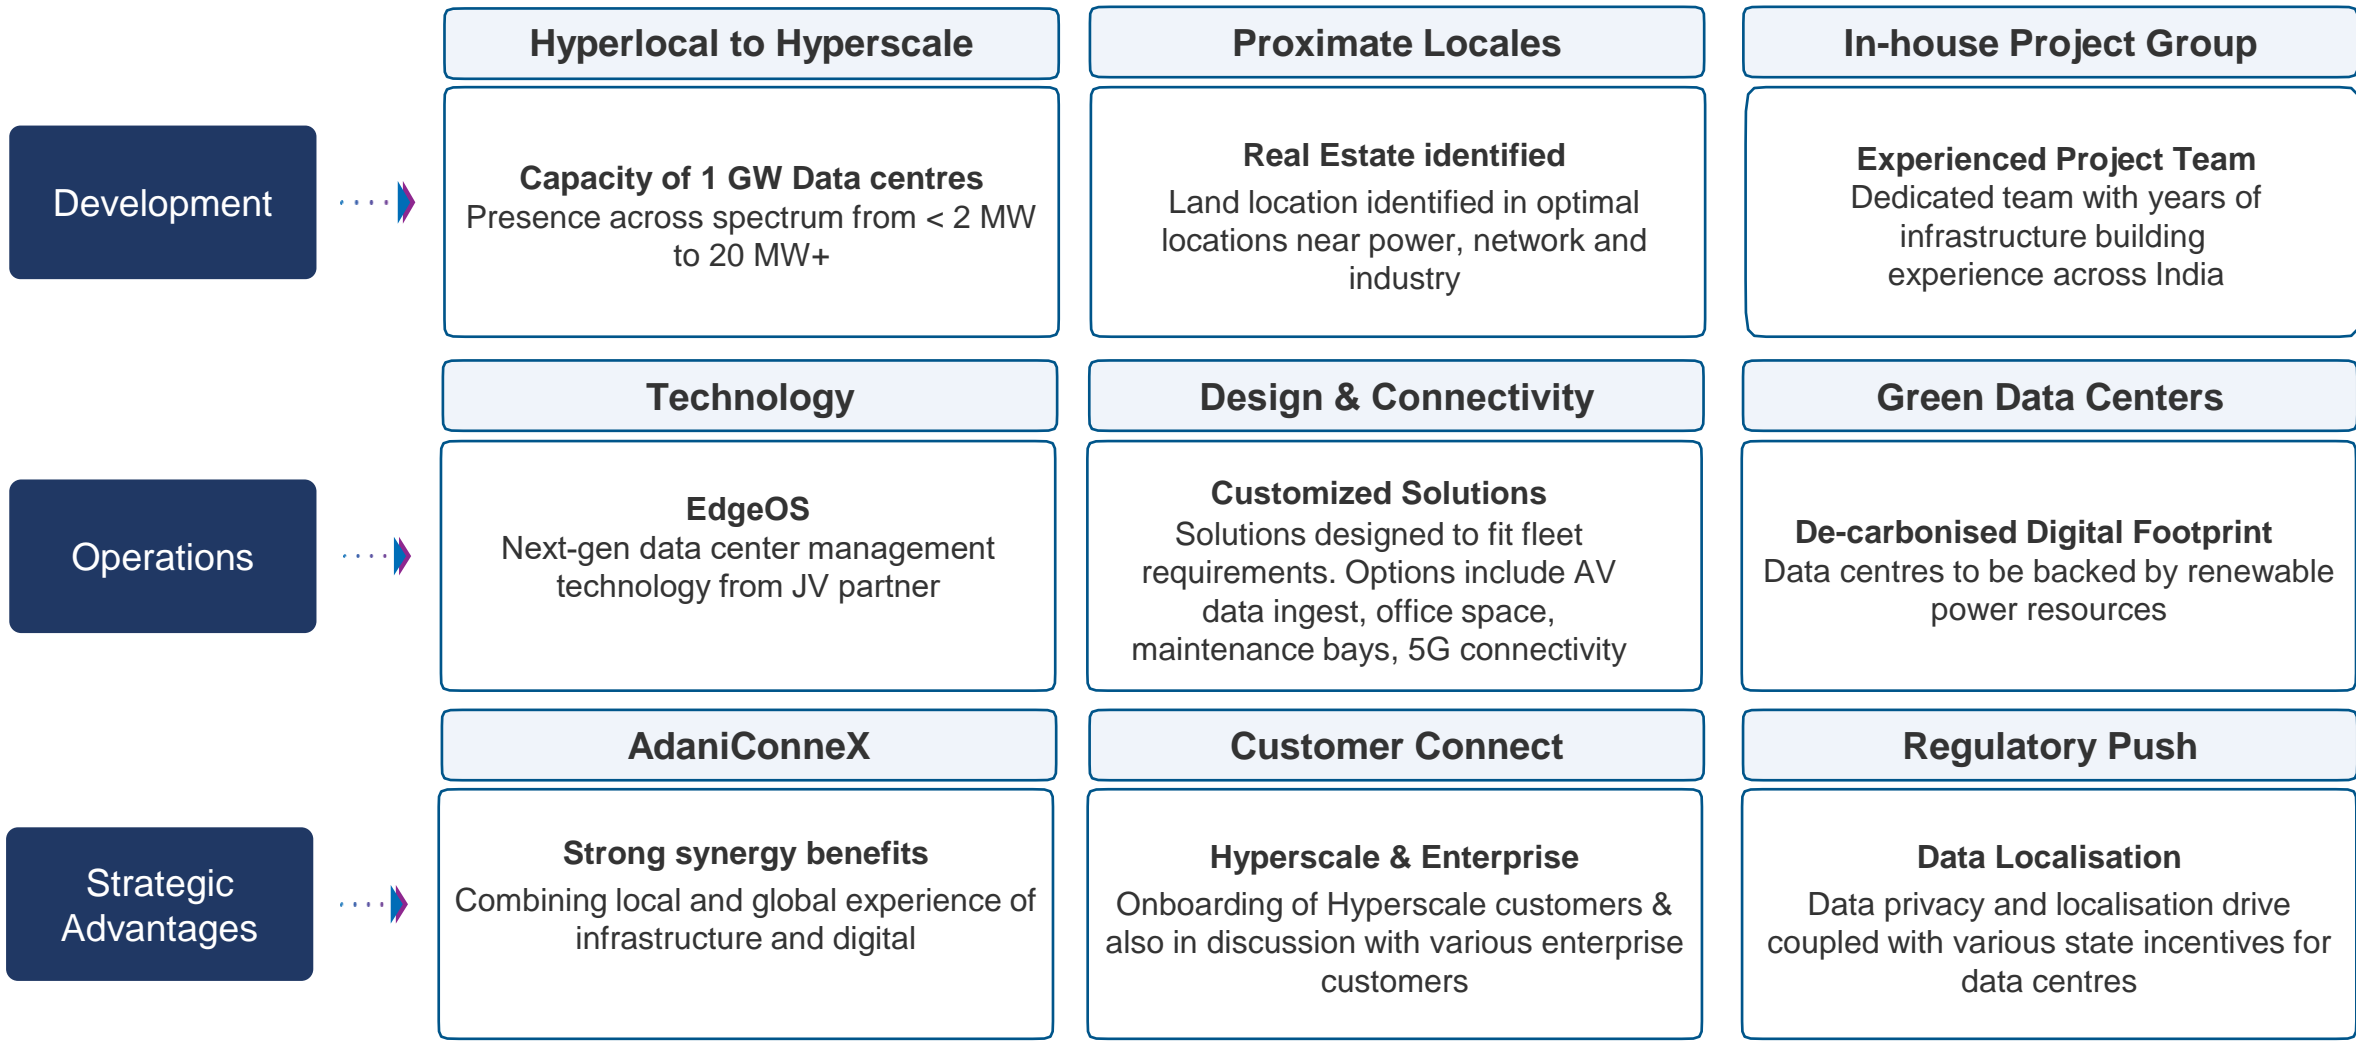 Hyperlocal to Hyperscale
Proximate Locales
In-house Project Group
Development
Capacity of 1 GW Data centres
Presence across spectrum from < 2 MW
to 20 MW+
Real Estate identified
Land location identified in optimal
locations near power, network and
industry
Experienced Project Team
Dedicated team with years of
infrastructure building
experience across India
Technology
Design & Connectivity
Green Data Centers
Operations
EdgeOS
Next-gen data center management
technology from JV partner
Customized Solutions
Solutions designed to fit fleet
requirements. Options include AV
data ingest, office space,
maintenance bays, 5G connectivity
De-carbonised Digital Footprint
Data centres to be backed by renewable
power resources
AdaniConneX
Customer Connect
Regulatory Push
Strategic
Advantages
Strong synergy benefits
Combining local and global experience of
infrastructure and digital
Hyperscale & Enterprise
Onboarding of Hyperscale customers &
also in discussion with various enterprise
customers
Data Localisation
Data privacy and localisation drive
coupled with various state incentives for
data centres